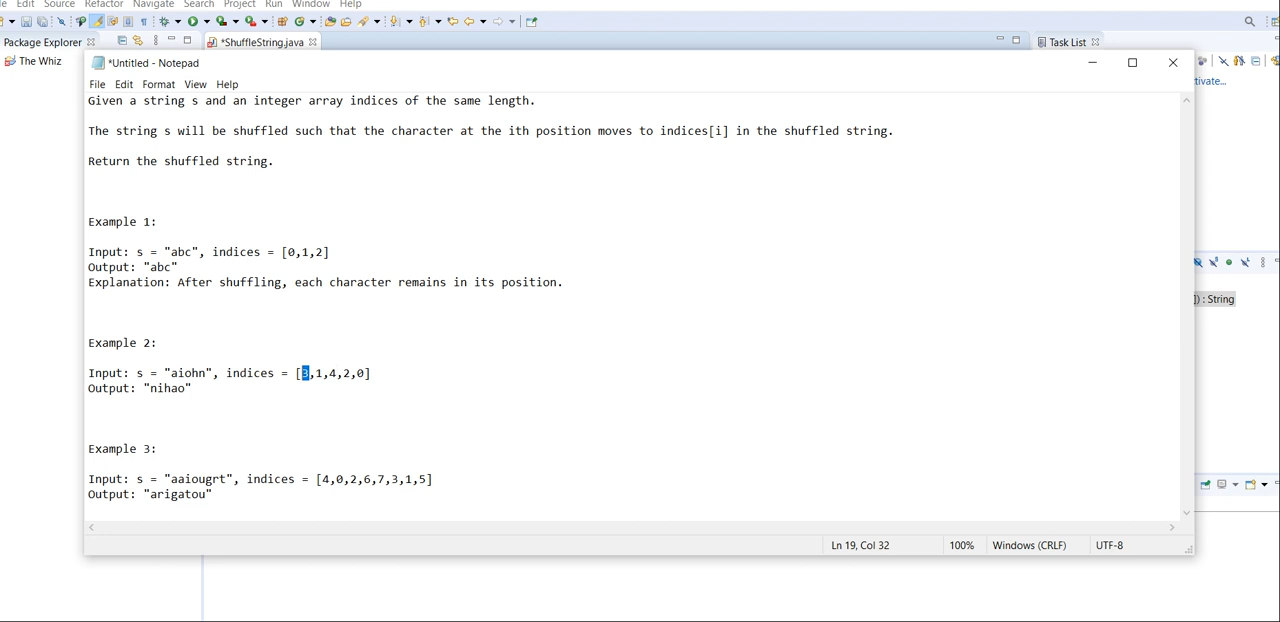 Edit Source Refactor Navigate Search Project Run Window Help
Package Explorer
*ShuffleString.java
Task List
The Whiz
*Untitled - Notepad
File Edit Format View Help
Given a string s and an integer array indices of the same length.
The string s will be shuffled such that the character at the ith position moves to indices[i] in the shuffled string.
Return the shuffled string.
Example 1:
Input: s = "abc", indices = [0,1,2]
Output: "abc"
Explanation: After shuffling, each character remains in its position.
Example 2:
Input: s = "aiohn", indices = [3,1,4,2,0]
Output: "nihao"
Example 3:
Input: s = "aaiougrt", indices = [4,0,2,6,7,3,1,5]
Output: "arigatou"
Ln 19, Col 32
100%
Windows (CRLF)
UTF-8
tivate...
]) : String